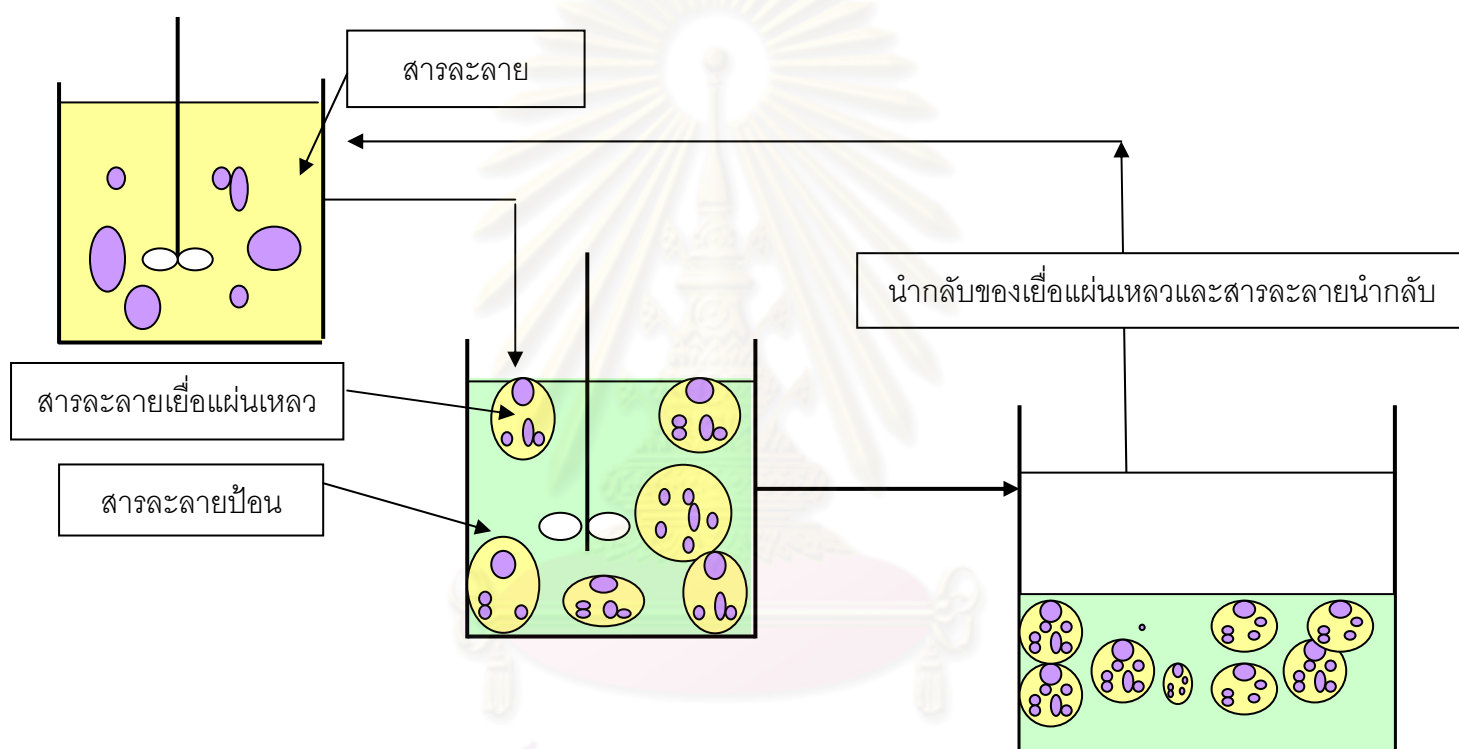 สารละลาย
นำกลับของเยื่อแผ่นเหลวและสารละลายนำกลับ
สารละลายเยื่อแผ่นเหลว
สารละลายป้อน